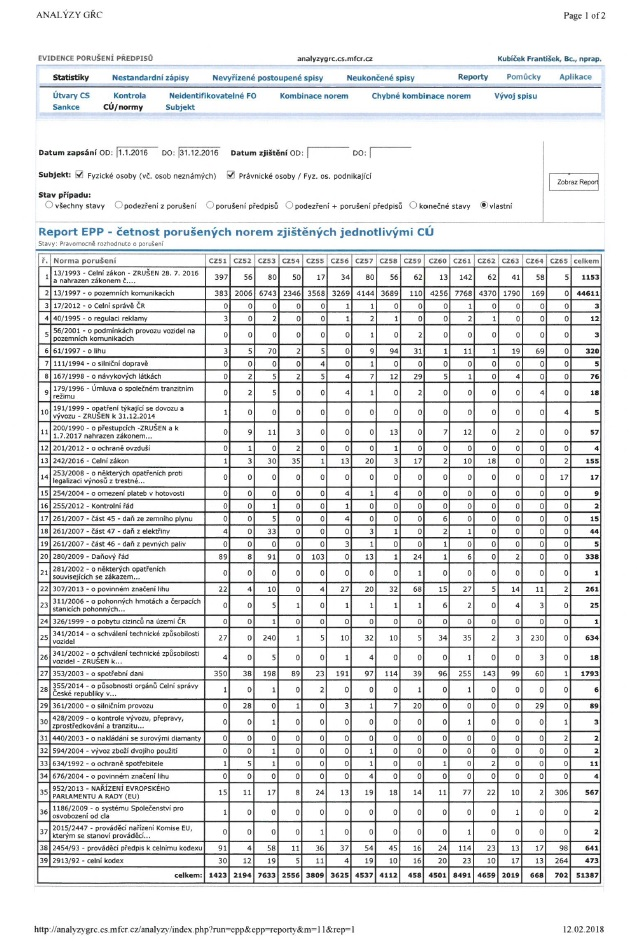 ANALÝZY GŘC Page 1 of 2
EVIDENCE PORUŠENÍ PŘEDPISŮ analyzygrc.cs.mfcr.cz Kubíček František, Bc., nprap.
Statistiky Nestandardní zápisy Nevyřízené postoupené spisy Neukončené spisy Reporty Pomůcky Aplikace
Útvary CS Kontrola Neidentifikovatelné FO Kombinace norem Chybné kombinace norem Vývoj spisu
Sankce CÚ/normy Subjekt
Datum zapsání OD: 1.1.2016 DO: 31.12.2016 Datum zjištění OD: DO:
Subjekt: Fyzické osoby (vč. osob neznámých) Právnické osoby / Fyz. os. podnikající
Zobraz Report
Stav případu:
všechny stavy podezření z porušení porušení předpisů podezření + porušení předpisů konečné stavy vlastní
Report EPP - četnost porušených norem zjištěných jednotlivými CÚ
Stavy: Pravomocně rozhodnuto o porušení
ř. Norma porušení CZ51 CZ52 CZ53 CZ54 CZ55 CZ56 CZ57 CZ58 CZ59 CZ60 CZ61 CZ62 CZ63 CZ64 CZ65 celkem
1 13/1993 - Celní zákon - ZRUŠEN 28. 7. 2016 a nahrazen zákonem č.... 397 56 80 50 17 34 80 56 62 13 142 62 41 58 5 1153
2 13/1997 - o pozemních komunikacích 383 2006 6743 2346 3568 3269 4144 3689 110 4256 7768 4370 1790 169 0 44611
3 17/2012 - o Celní správě ČR 0 0 0 0 0 1 1 0 0 0 1 0 0 0 0 3
4 40/1995 - o regulaci reklamy 3 0 2 0 0 1 2 1 0 0 2 1 0 0 0 12
5 56/2001 - o podmínkách provozu vozidel na pozemních komunikacích 0 0 0 0 0 0 1 0 2 0 0 0 0 0 0 3
6 61/1997 - o lihu 3 5 70 2 5 0 9 94 31 1 11 1 19 69 0 320
7 111/1994 - o silniční dopravě 0 0 0 0 4 0 1 0 0 0 0 0 0 0 0 5
8 167/1998 - o návykových látkách 0 2 5 2 5 4 7 12 29 5 1 0 4 0 0 76
9 179/1996 - Úmluva o společném tranzitním režimu 0 2 5 0 0 4 1 0 2 0 0 0 0 4 0 18
10 191/1999 - opatření týkající se dovozu a vývozu - ZRUŠEN k 31.12.2014 1 0 0 0 0 0 0 0 0 0 0 0 0 0 4 5
11 200/1990 - o přestupcích -ZRUŠEN a k 1.7.2017 nahrazen zákonem... 0 9 11 3 0 0 0 13 0 7 12 0 2 0 0 57
12 201/2012 - o ochraně ovzduší 0 1 0 2 0 0 0 1 0 0 0 0 0 0 0 4
13 242/2016 - Celní zákon 1 3 30 35 1 13 20 3 17 2 10 18 0 0 2 155
14 253/2008 - o některých opatřeních proti legalizaci výnosů z trestné... 0 0 0 0 0 0 0 0 0 0 0 0 0 0 17 17
15 254/2004 - o omezení plateb v hotovosti 0 0 0 0 0 4 1 4 0 0 0 0 0 0 0 9
16 255/2012 - Kontrolní řád 0 0 1 0 0 1 0 0 0 0 0 0 0 0 0 2
17 261/2007 - část 45 - daň ze zemního plynu 0 0 5 0 0 4 0 0 0 6 0 0 0 0 0 15
18 261/2007 - část 47 - daň z elektřiny 4 0 33 0 0 0 3 1 0 2 1 0 0 0 0 44
19 261/2007 - část 46 - daň z pevných paliv 0 0 0 0 0 3 1 0 0 1 0 0 0 0 0 5
20 280/2009 - Daňový řád 89 8 91 0 103 0 13 1 24 1 6 0 2 0 0 338
21 281/2002 - o některých opatřeních souvisejících se zákazem... 0 0 0 0 0 0 0 0 1 0 0 0 0 0 0 1
22 307/2013 - o povinném značení lihu 22 4 10 0 4 27 20 32 68 15 27 5 14 11 2 261
23 311/2006 - o pohonných hmotách a čerpacích stanicích pohonných... 0 0 5 1 0 1 1 1 0 6 2 0 4 3 0 25
24 326/1999 - o pobytu cizinců na území ČR 0 0 1 0 0 0 0 0 0 0 0 0 0 0 0 1
25 341/2014 - o schválení technické způsobilosti vozidel 27 0 240 1 5 10 32 10 5 34 35 2 3 230 0 634
26 341/2002 - o schválení technické způsobilosti vozidel - ZRUŠEN k... 4 0 5 0 0 1 4 0 0 0 1 0 0 3 0 18
27 353/2003 - o spotřební dani 350 38 198 89 23 191 97 114 39 96 255 143 99 60 1 1793
28 355/2014 - o působnosti orgánů Celní správy České republiky v... 1 0 1 0 2 0 0 0 1 0 1 0 0 0 0 6
29 361/2000 - o silničním provozu 0 28 0 1 0 3 1 7 20 0 0 0 0 29 0 89
30 428/2009 - o kontrole vývozu, přepravy, zprostředkování a tranzitu... 0 0 1 0 0 0 0 0 0 0 1 0 0 0 1 3
31 440/2003 - o nakládání se surovými diamanty 0 0 0 0 0 0 0 0 0 0 0 0 0 0 2 2
32 594/2004 - vývoz zboží dvojího použití 0 0 1 0 0 0 1 0 0 0 0 0 0 0 0 2
33 634/1992 - o ochraně spotřebitele 1 5 1 0 0 0 1 0 0 1 0 2 0 0 0 11
34 676/2004 - o povinném značení lihu 0 0 0 0 0 0 4 0 0 0 0 0 0 0 0 4
35 952/2013 - NAŘÍZENÍ EVROPSKÉHO PARLAMENTU A RADY (EU) 15 11 17 8 24 13 19 18 14 11 77 22 10 2 306 567
36 1186/2009 - o systému Společenství pro osvobození od cla 1 0 0 0 0 0 0 0 0 0 0 0 1 0 0 2
37 2015/2447 - prováděcí nařízení Komise EU, kterým se stanoví prováděcí... 0 0 0 0 1 0 0 0 0 0 1 0 0 0 0 2
38 2454/93 - prováděcí předpis k celnímu kodexu 91 4 58 11 36 37 54 45 16 24 114 23 13 17 98 641
39 2913/92 - celní kodex 30 12 19 5 11 4 19 10 16 20 23 10 17 13 264 473
celkem: 1423 2194 7633 2556 3809 3625 4537 4112 458 4501 8491 4659 2019 668 702 51387
http://analyzygrc.cs.mfcr.cz/analyzy/index.php?run=epp&epp=reporty&m=11&rep=1 12.02.2018